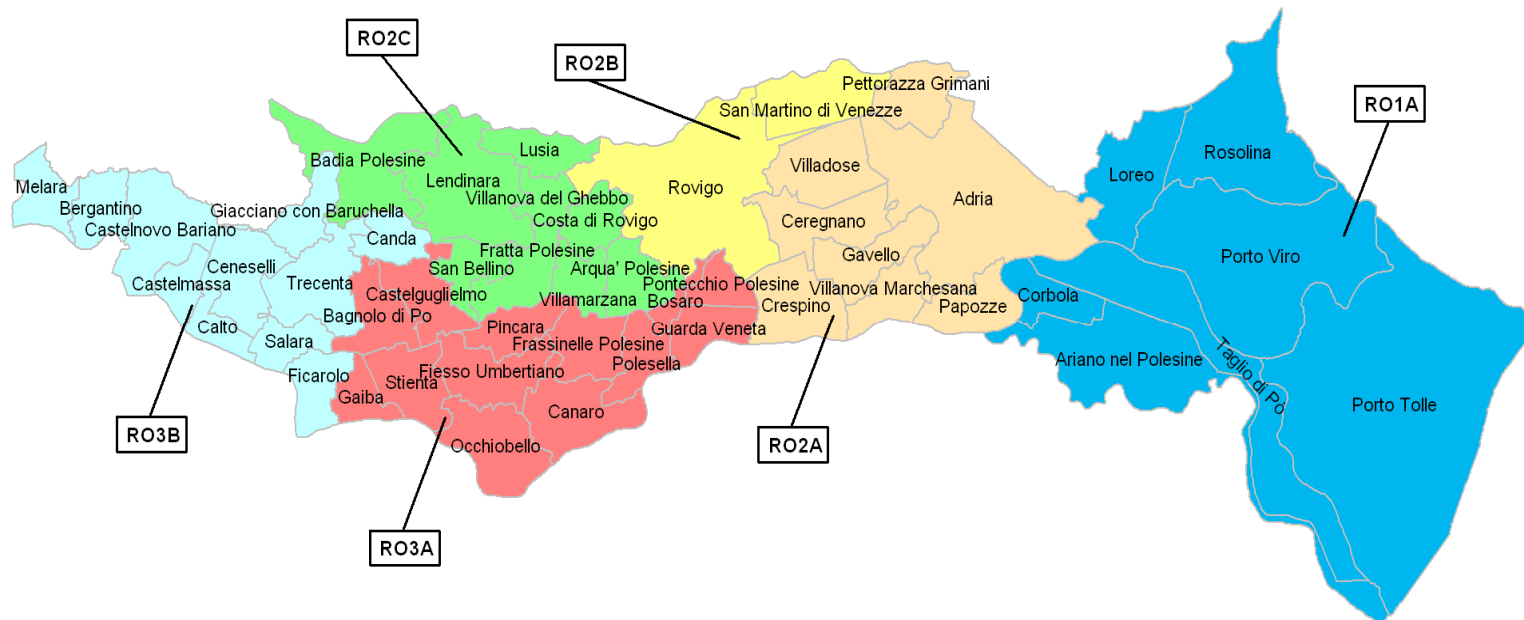 RO2C
RO2B
RO1A
Pettorazza Grimani
San Martino di Venezze
Lusia
Badia Polesine
Villadose
Rosolina
Loreo
Melara
Lendinara
Rovigo
Villanova del Ghebbo
Adria
Bergantino
Giacciano con Baruchella
Costa di Rovigo
Ceregnano
Castelnovo Bariano
Canda
Fratta Polesine
Gavello
Porto Viro
Ceneselli
San Bellino
Arqua' Polesine
Castelmassa
Trecenta
Pontecchio Polesine
Villanova Marchesana
Corbola
Castelguglielmo
Villamarzana
Bosaro
Crespino
Papozze
Bagnolo di Po
Calto
Pincara
Guarda Veneta
Salara
Frassinelle Polesine
Ariano nel Polesine
Polesella
Fiesso Umbertiano
Ficarolo
Stienta
Taglio di Pò
Gaiba
Canaro
Porto Tolle
RO3B
Occhiobello
RO2A
RO3A